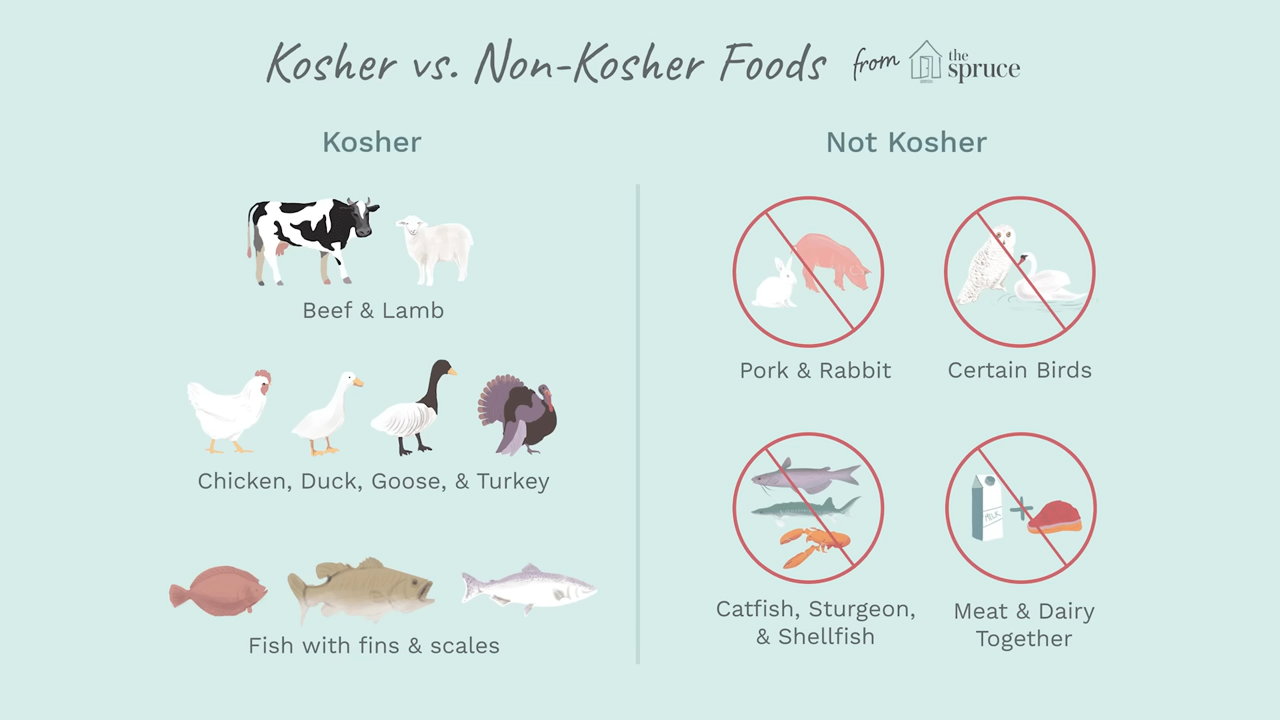 Kosher vs. Non-Kosher Foods from the spruce
Kosher
Not Kosher
Beef & Lamb
Chicken, Duck, Goose, & Turkey
Fish with fins & scales
Pork & Rabbit
Certain Birds
MILK
Catfish, Sturgeon,
& Shellfish
Meat & Dairy
Together